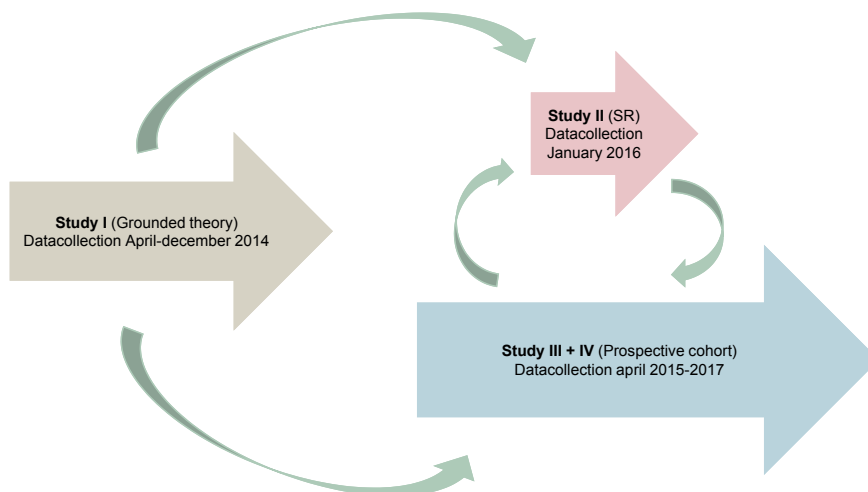 Study I (Grounded theory)
Datacollection April-december 2014
Study II (SR)
Datacollection
January 2016
Study III + IV (Prospective cohort)
Datacollection april 2015-2017